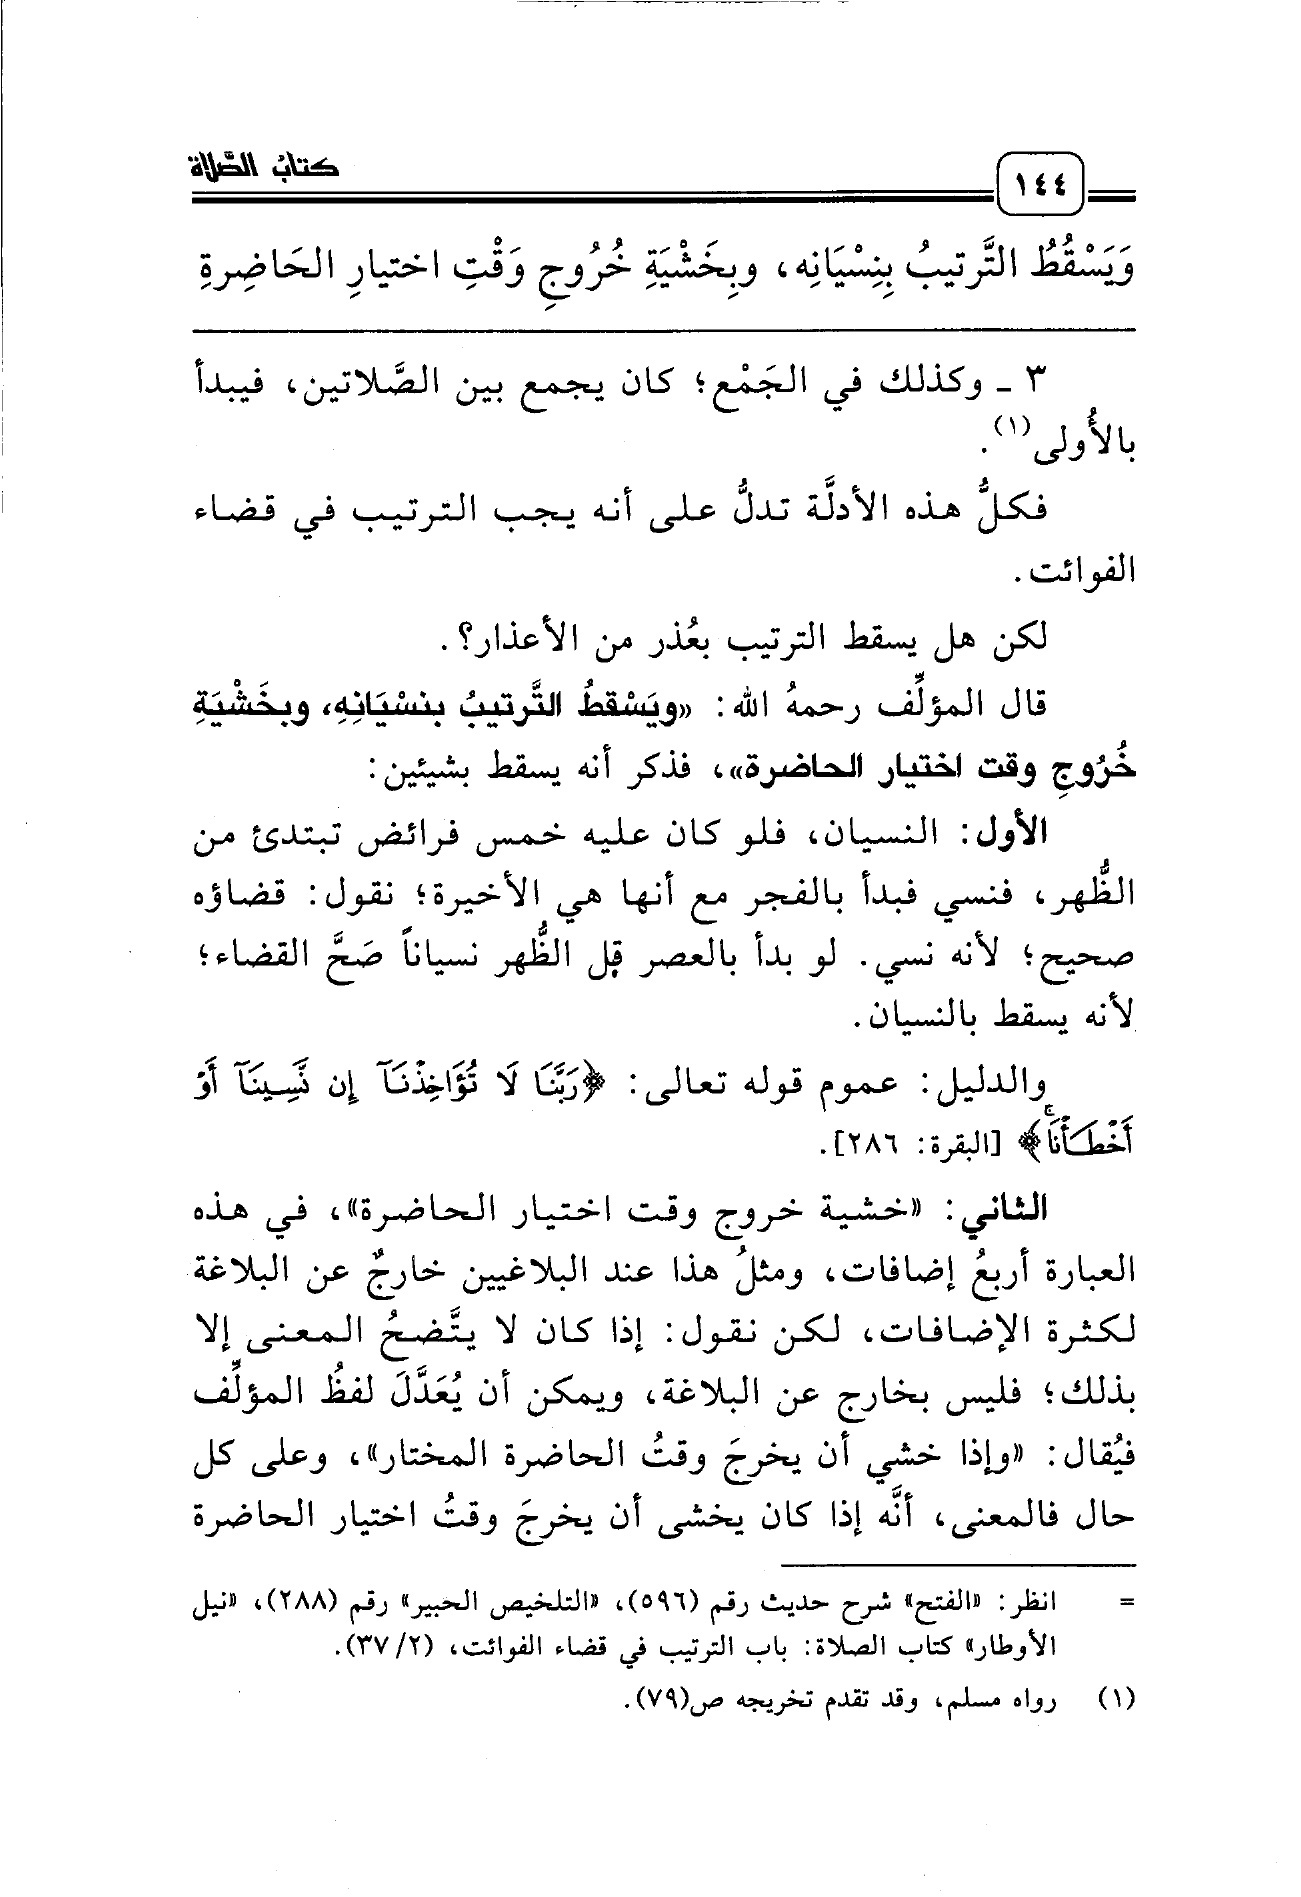 ١٤٤ كتاب الصَّلاة
وَيَسْقُطُ التَّرتيبُ بِنِسْيَانِه، وبِخَشْيَةِ خُرُوجِ وَقْتِ اختيارِ الحَاضِرةِ
٣ ـ وكذلك في الجَمْع؛ كان يجمع بين الصَّلاتين، فيبدأ
بالأُولى(١).
فكلُّ هذه الأدلَّة تدلُّ على أنه يجب الترتيب في قضاء
الفوائت.
لكن هل يسقط الترتيب بعُذر من الأعذار؟.
قال المؤلِّف رحمهُ الله: «ويَسْقطُ التَّرتيبُ بنسْيَانِهِ، وبخَشْيَةِ
خُرُوجِ وقت اختيار الحاضرة»، فذكر أنه يسقط بشيئين:
الأول: النسيان، فلو كان عليه خمس فرائض تبتدئ من
الظُّهر، فنسي فبدأ بالفجر مع أنها هي الأخيرة؛ نقول: قضاؤه
صحيح؛ لأنه نسي. لو بدأ بالعصر قبل الظُّهر نسياناً صَحَّ القضاء؛
لأنه يسقط بالنسيان.
والدليل: عموم قوله تعالى: ﴿رَبَّنَا لَا تُؤَاخِذْنَآ إِن نَّسِينَآ أَوْ
أَخْطَأْنَاۚ﴾ [البقرة: ٢٨٦].
الثاني: «خشية خروج وقت اختيار الحاضرة»، في هذه
العبارة أربعُ إضافات، ومثلُ هذا عند البلاغيين خارجٌ عن البلاغة
لكثرة الإضافات، لكن نقول: إذا كان لا يتَّضحُ المعنى إلا
بذلك؛ فليس بخارج عن البلاغة، ويمكن أن يُعَدَّلَ لفظُ المؤلِّف
فيُقال: «وإذا خشي أن يخرجَ وقتُ الحاضرة المختار»، وعلى كل
حال فالمعنى، أنَّه إذا كان يخشى أن يخرجَ وقتُ اختيار الحاضرة
= انظر: «الفتح» شرح حديث رقم (٥٩٦)، «التلخيص الحبير» رقم (٢٨٨)، «نيل
الأوطار» كتاب الصلاة: باب الترتيب في قضاء الفوائت، (٢/ ٣٧).
(١) رواه مسلم، وقد تقدم تخريجه ص(٧٩).